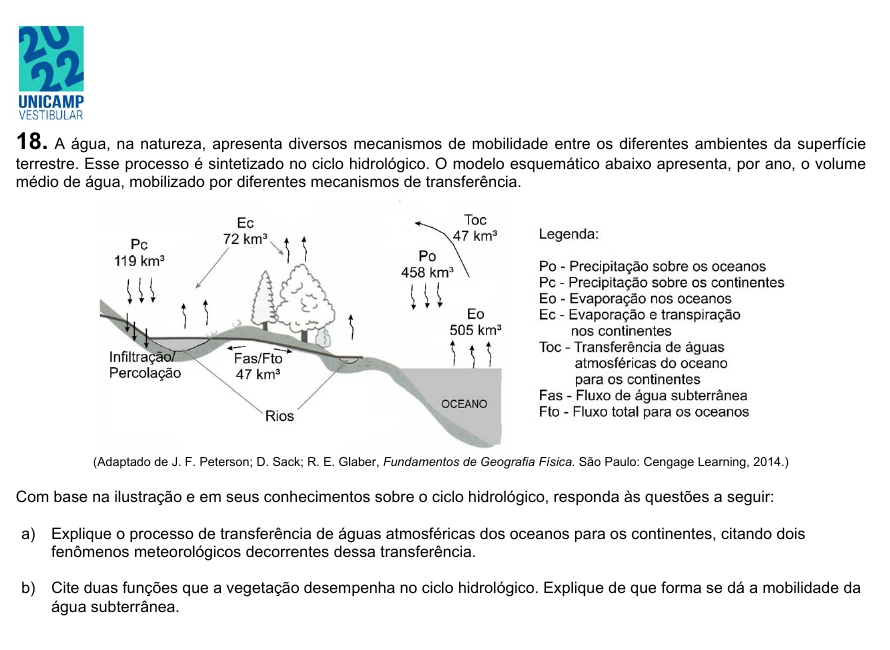 2022
UNICAMP
VESTIBULAR
18. A água, na natureza, apresenta diversos mecanismos de mobilidade entre os diferentes ambientes da superfície
terrestre. Esse processo é sintetizado no ciclo hidrológico. O modelo esquemático abaixo apresenta, por ano, o volume
médio de água, mobilizado por diferentes mecanismos de transferência.
Pc
119 km³
Ec
72 km³
Toc
47 km³
Po
458 km³
Eo
505 km³
Infiltração/
Percolação
Fas/Fto
47 km³
Rios
OCEANO
Legenda:
Po - Precipitação sobre os oceanos
Pc - Precipitação sobre os continentes
Eo - Evaporação nos oceanos
Ec - Evaporação e transpiração
nos continentes
Toc - Transferência de águas
atmosféricas do oceano
para os continentes
Fas - Fluxo de água subterrânea
Fto - Fluxo total para os oceanos
(Adaptado de J. F. Peterson; D. Sack; R. E. Glaber, Fundamentos de Geografia Física. São Paulo: Cengage Learning, 2014.)
Com base na ilustração e em seus conhecimentos sobre o ciclo hidrológico, responda às questões a seguir:
a) Explique o processo de transferência de águas atmosféricas dos oceanos para os continentes, citando dois
fenômenos meteorológicos decorrentes dessa transferência.
b) Cite duas funções que a vegetação desempenha no ciclo hidrológico. Explique de que forma se dá a mobilidade da
água subterrânea.